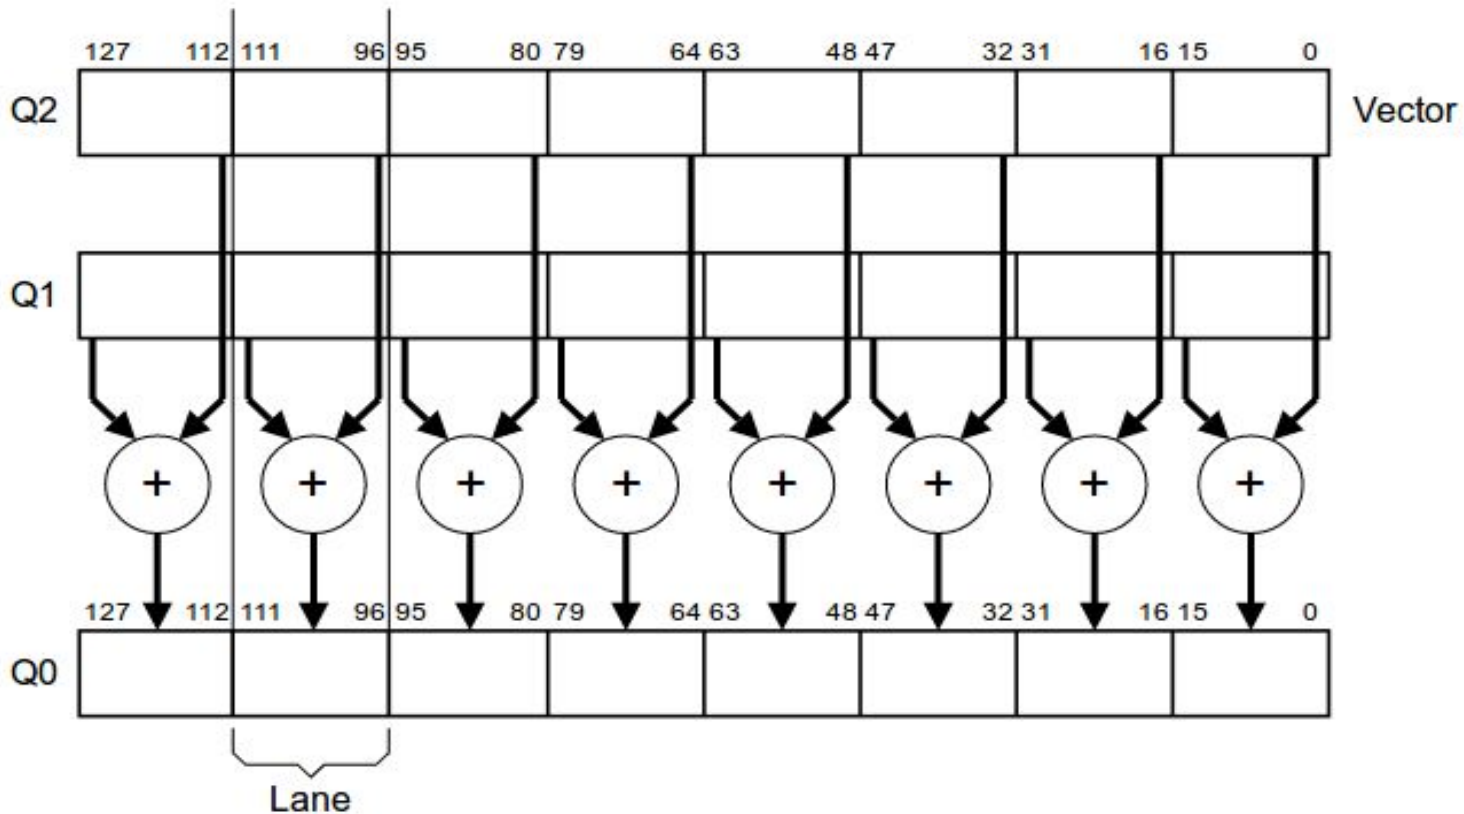 127 112 111 96 95 80 79 64 63 48 47 32 31 16 15 0
Q2 Vector
Q1
+ + + + + + + +
127 112 111 96 95 80 79 64 63 48 47 32 31 16 15 0
Q0
Lane